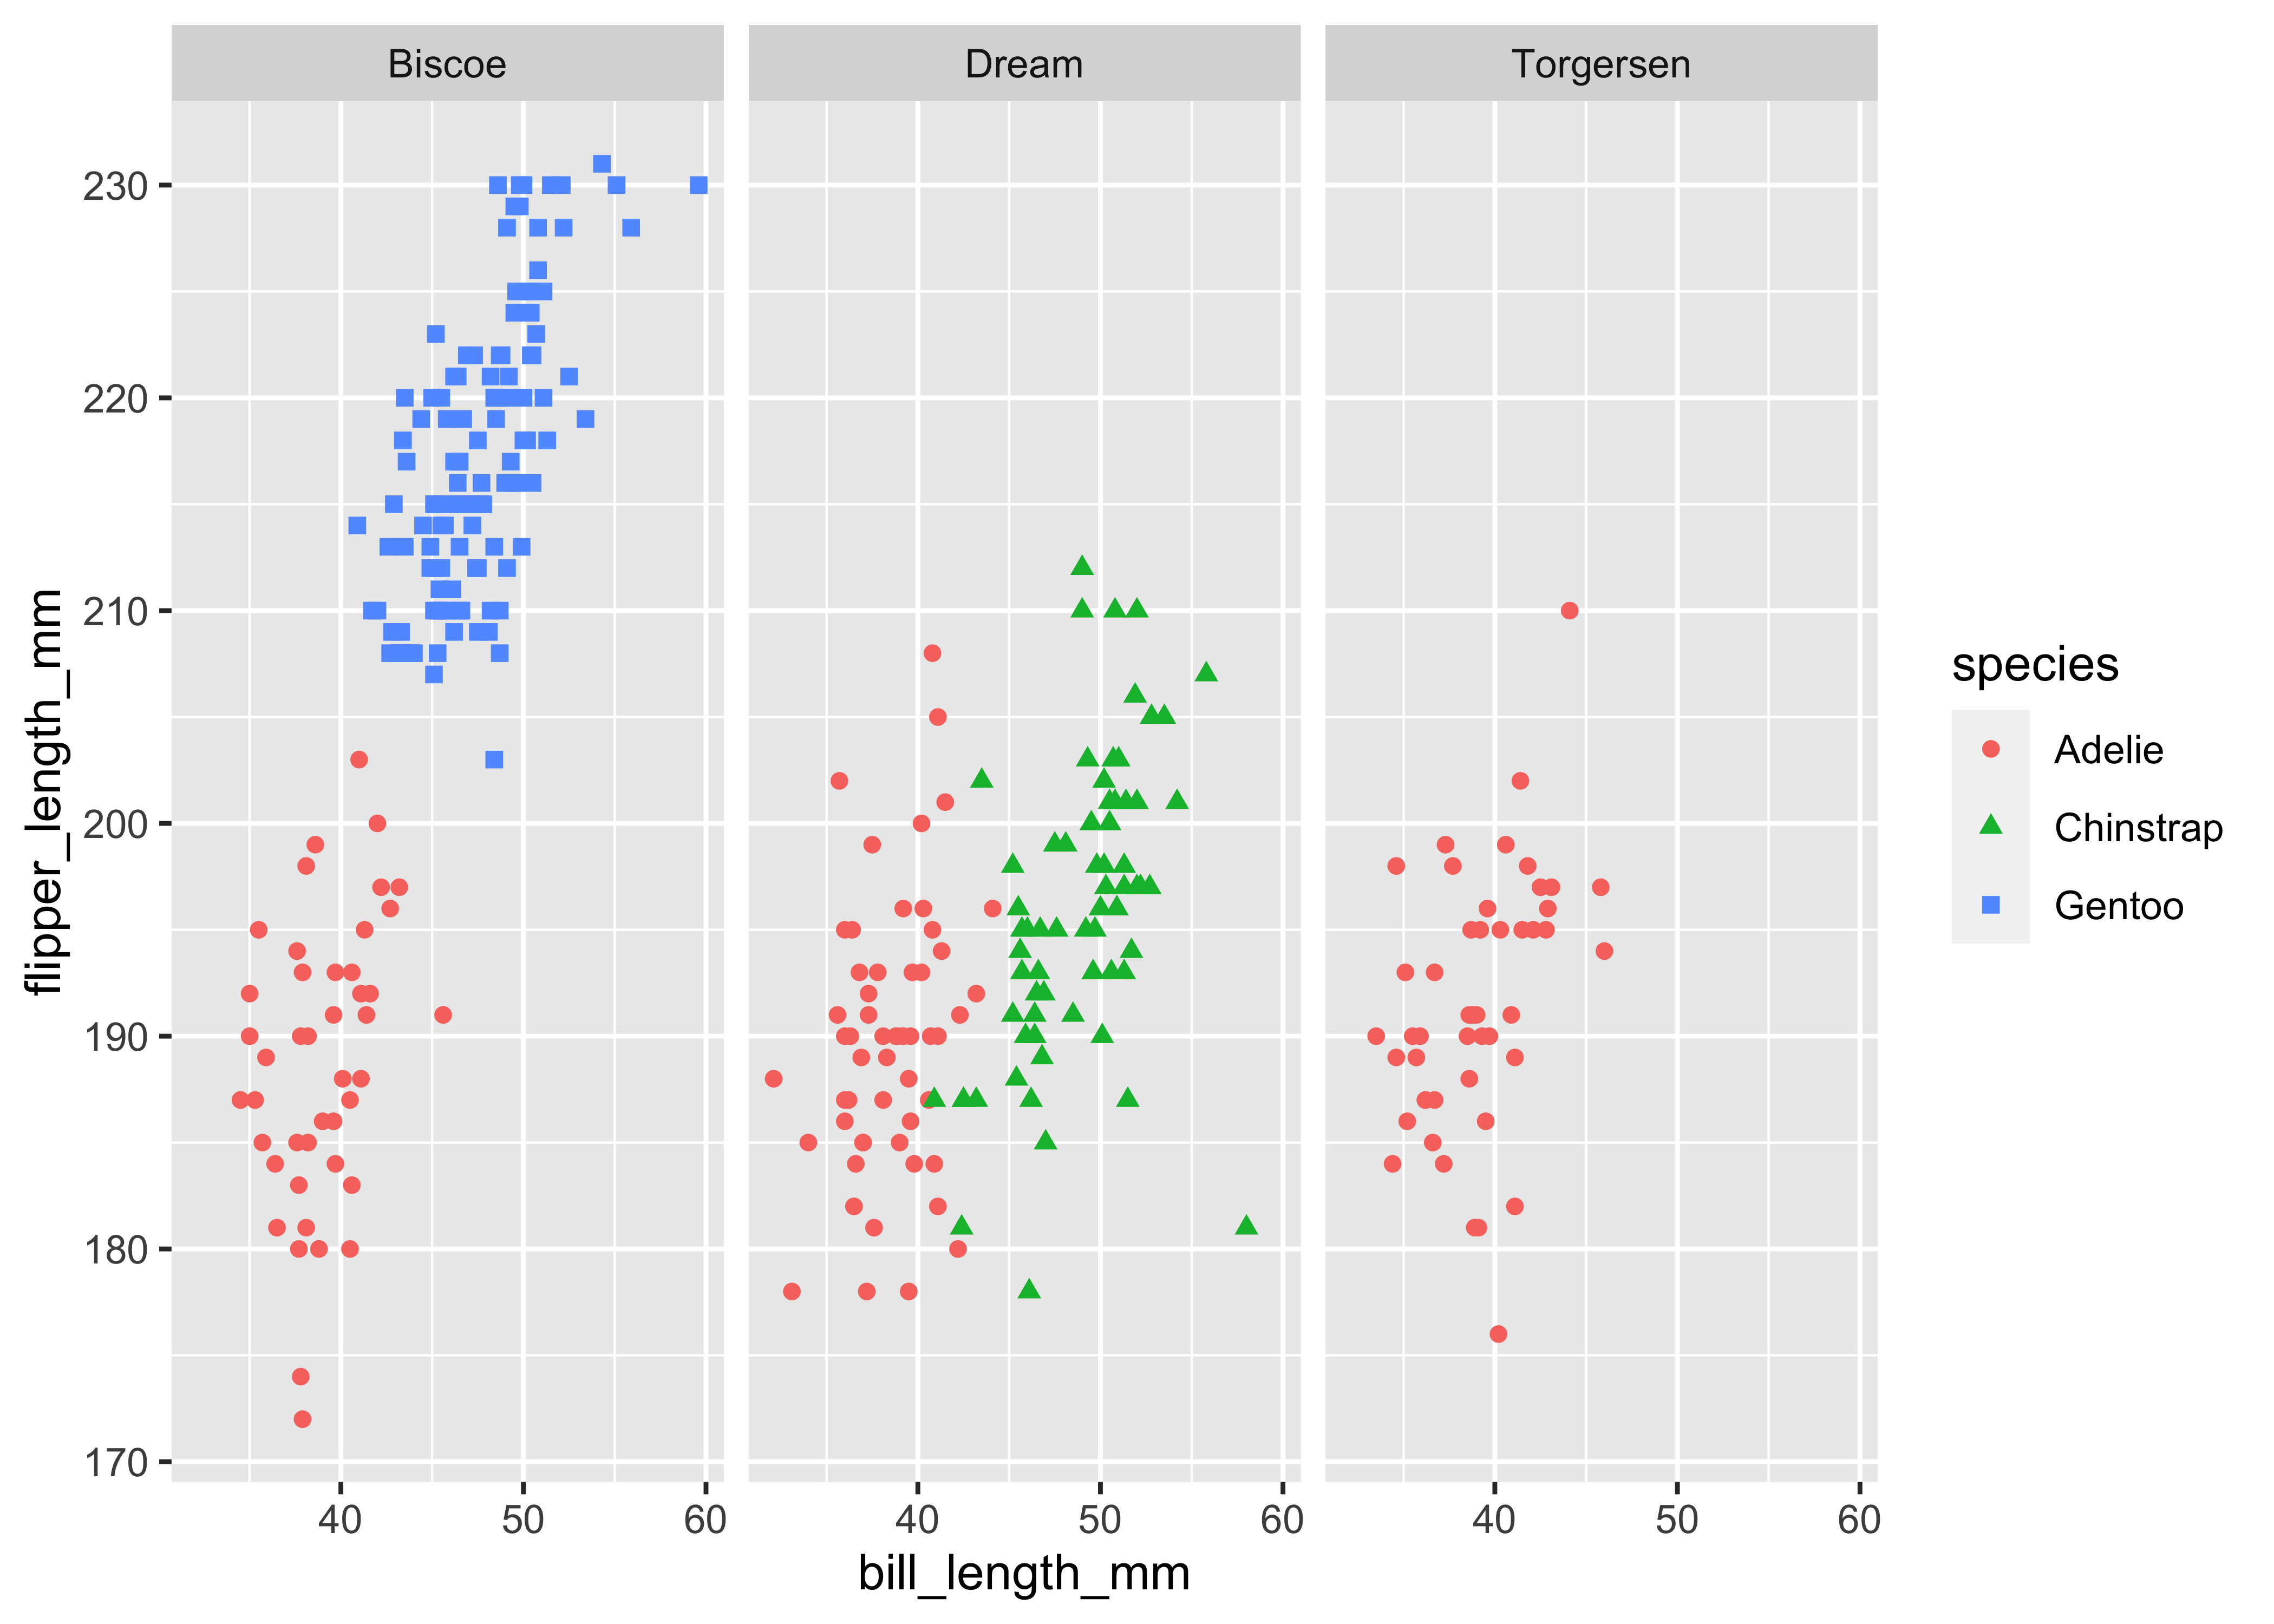 Biscoe
Dream
Torgersen
flipper_length_mm
230
220
210
200
190
180
170
40 50 60
40 50 60
40 50 60
bill_length_mm
species
Adelie
Chinstrap
Gentoo